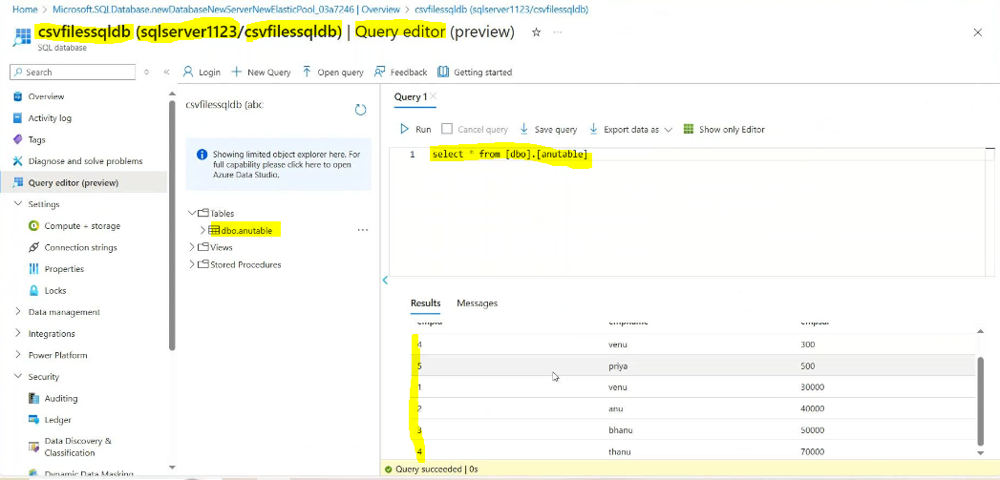 Home > Microsoft.SQLDatabase.newDatabaseNewServerNewElasticPool_03a7246 | Overview > csvfilessqldb (sqlserver1123/csvfilessqldb)
csvfilessqldb (sqlserver1123/csvfilessqldb) | Query editor (preview) ☆ ...
SQL database
Search
Overview
Activity log
Tags
Diagnose and solve problems
Query editor (preview)
Settings
Compute + storage
Connection strings
Properties
Locks
Data management
Integrations
Power Platform
Security
Auditing
Ledger
Data Discovery &
Classification
Dynamic Data Masking
Login + New Query Open query Feedback Getting started
csvfilessqldb (abc
Showing limited object explorer here. For
full capability please click here to open
Azure Data Studio.
Tables
dbo.anutable ...
Views
Stored Procedures
Query 1 ×
Run Cancel query Save query Export data as Show only Editor
1 select * from [dbo].[anutable]
Results Messages
empid empname empsal
4 venu 300
5 priya 500
1 venu 30000
2 anu 40000
3 bhanu 50000
4 thanu 70000
Query succeeded | 0s